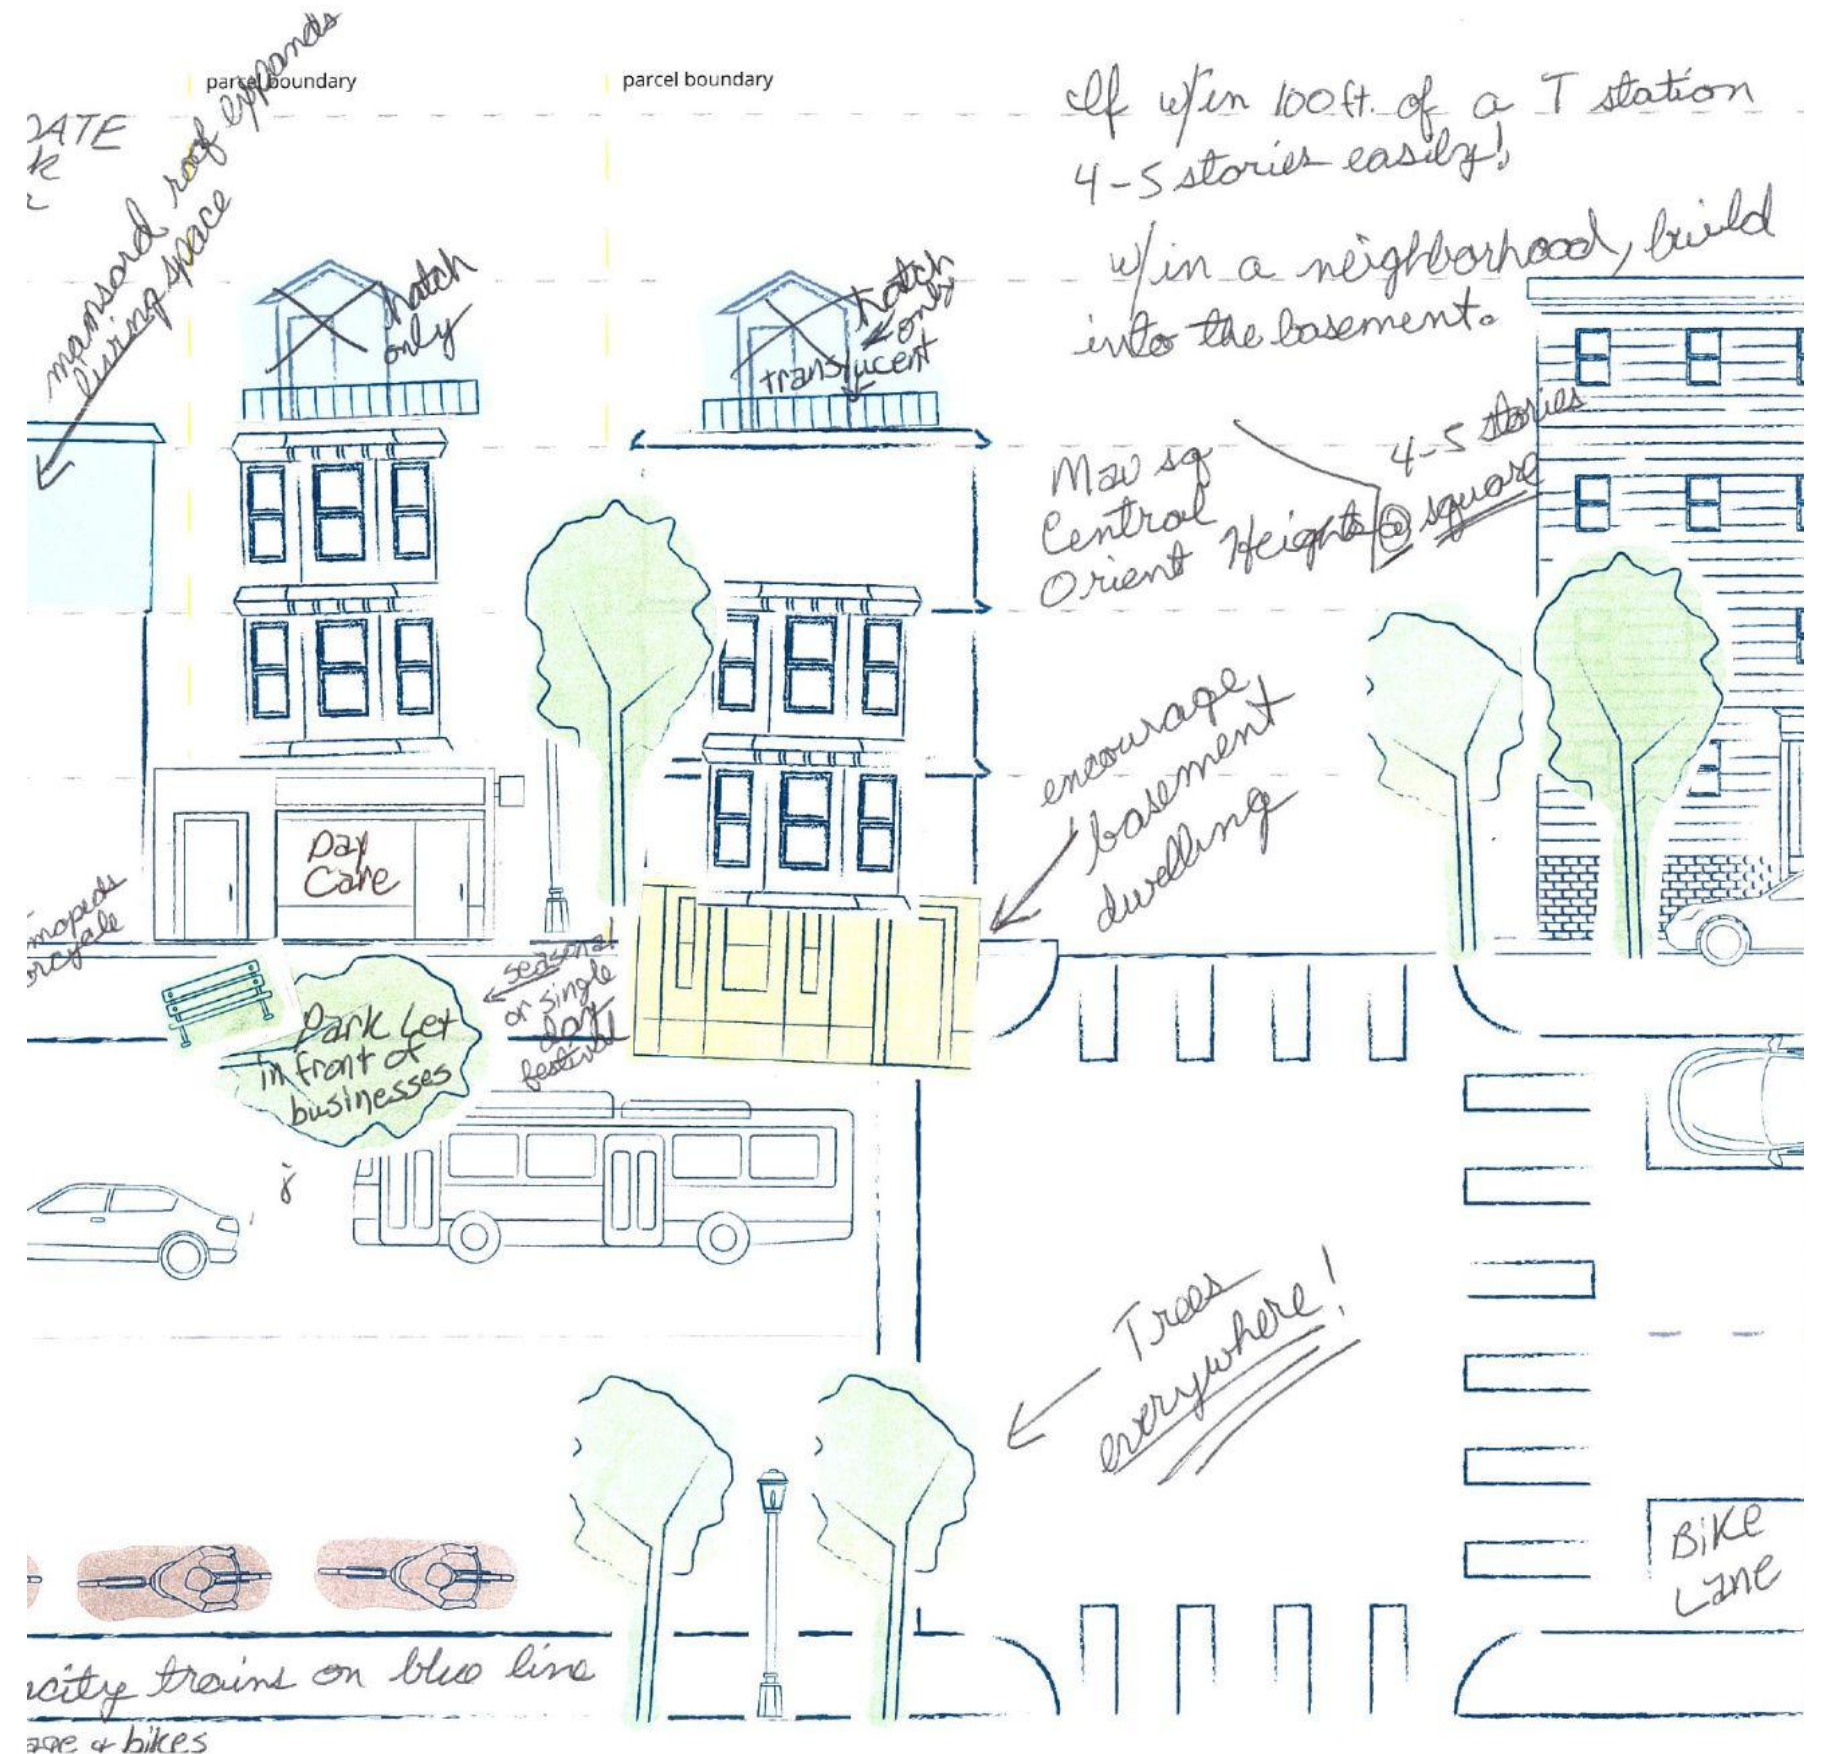 parcel boundary
parcel boundary
mansard roof expands
living space
If w/in 100ft. of a T station
4-5 stories easily!
w/in a neighborhood, build
into the basement.
hatch
only
hatch
only
translucent
4-5 stories
Mav sq
Central
Orient Heights @ square
encourage
basement
dwelling
Day
Care
mopeds
seasonal
or single
day
festival
Park Let
in front of
businesses
Trees
everywhere!
Bike
Lane
trains on blue line
& bikes